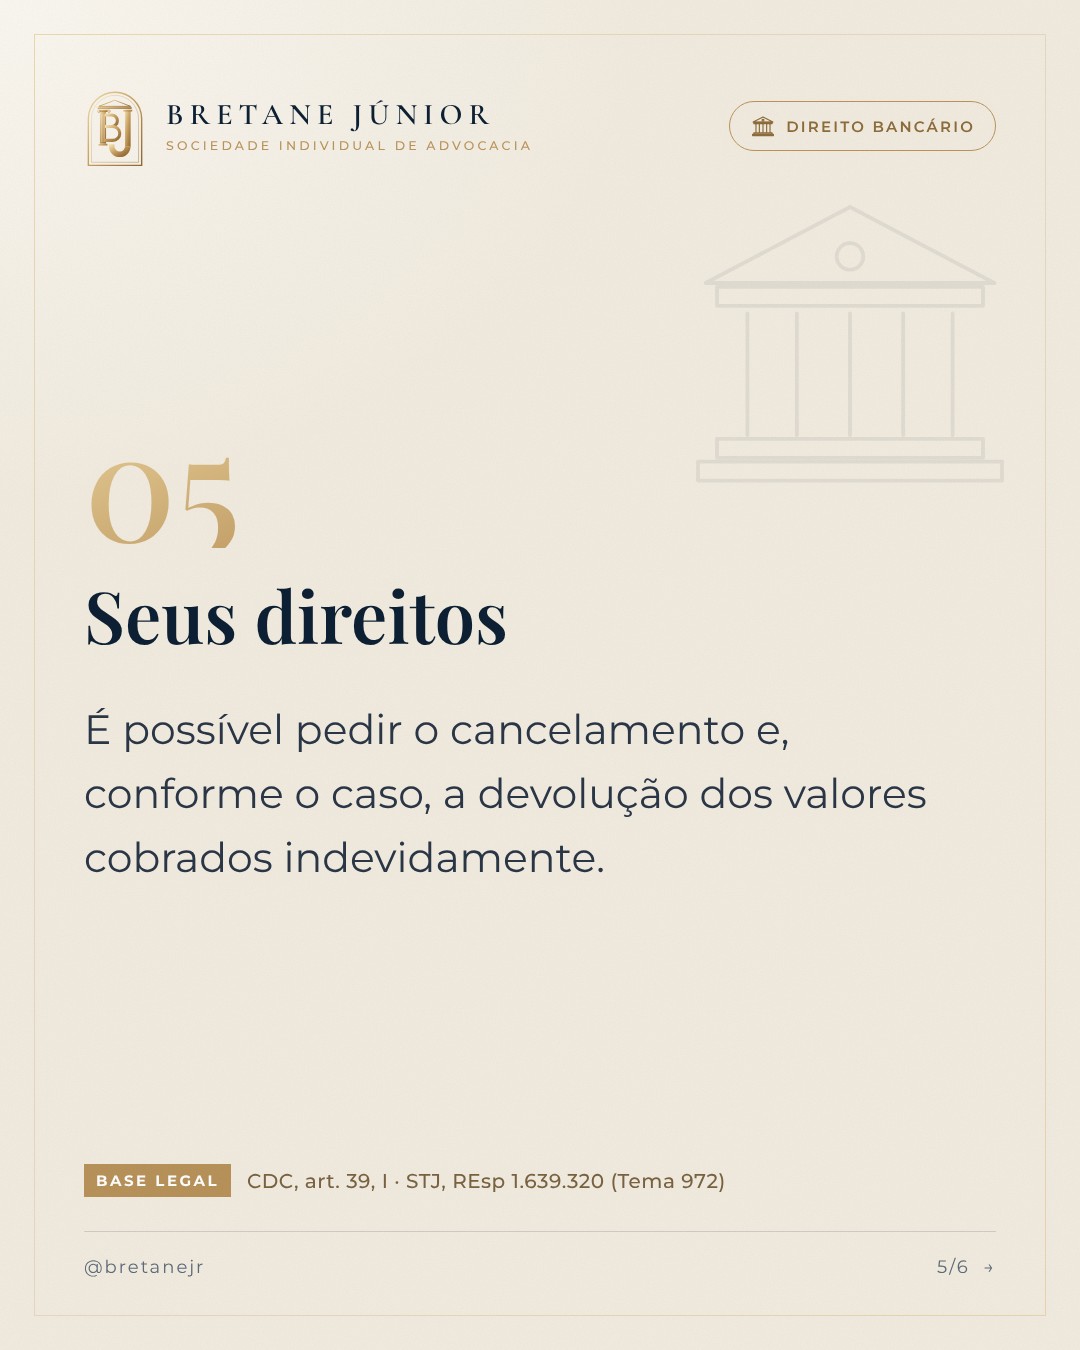 BRETANE JÚNIOR
SOCIEDADE INDIVIDUAL DE ADVOCACIA
DIREITO BANCÁRIO
05
Seus direitos
É possível pedir o cancelamento e,
conforme o caso, a devolução dos valores
cobrados indevidamente.
BASE LEGAL CDC, art. 39, I · STJ, REsp 1.639.320 (Tema 972)
@bretanejr
5/6 →